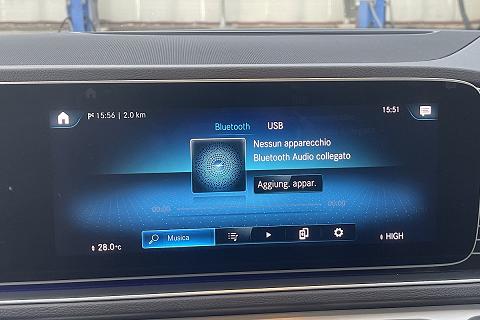 15:56 | 2.0 km
15:51
Bluetooth USB
Nessun apparecchio
Bluetooth Audio collegato
Aggiung. appar.
00:00 00:00
Musica
28.0°C
HIGH